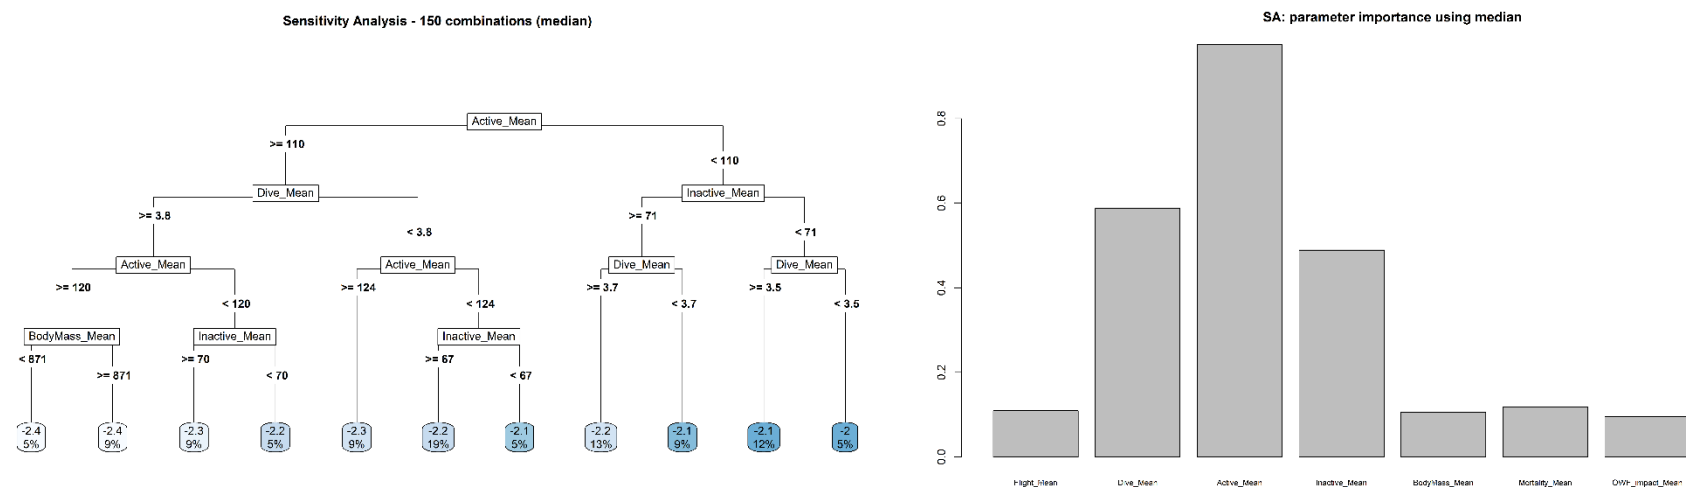 Sensitivity Analysis - 150 combinations (median)
Active_Mean
>= 110
< 110
Dive_Mean
Inactive_Mean
>= 3.8
< 3.8
>= 71
< 71
Active_Mean
Active_Mean
Dive_Mean
Dive_Mean
>= 120
< 120
>= 124
< 124
>= 3.7
< 3.7
>= 3.5
< 3.5
BodyMass_Mean
Inactive_Mean
Inactive_Mean
< 871
>= 871
>= 70
< 70
>= 67
< 67
-2.4
5%
-2.4
9%
-2.3
9%
-2.2
5%
-2.3
9%
-2.2
19%
-2.1
5%
-2.2
13%
-2.1
9%
-2.1
12%
-2
5%
SA: parameter importance using median
0.8
0.6
0.4
0.2
0.0
Flight_Mean
Dive_Mean
Active_Mean
Inactive_Mean
BodyMass_Mean
Mortality_Mean
OWF_impact_Mean